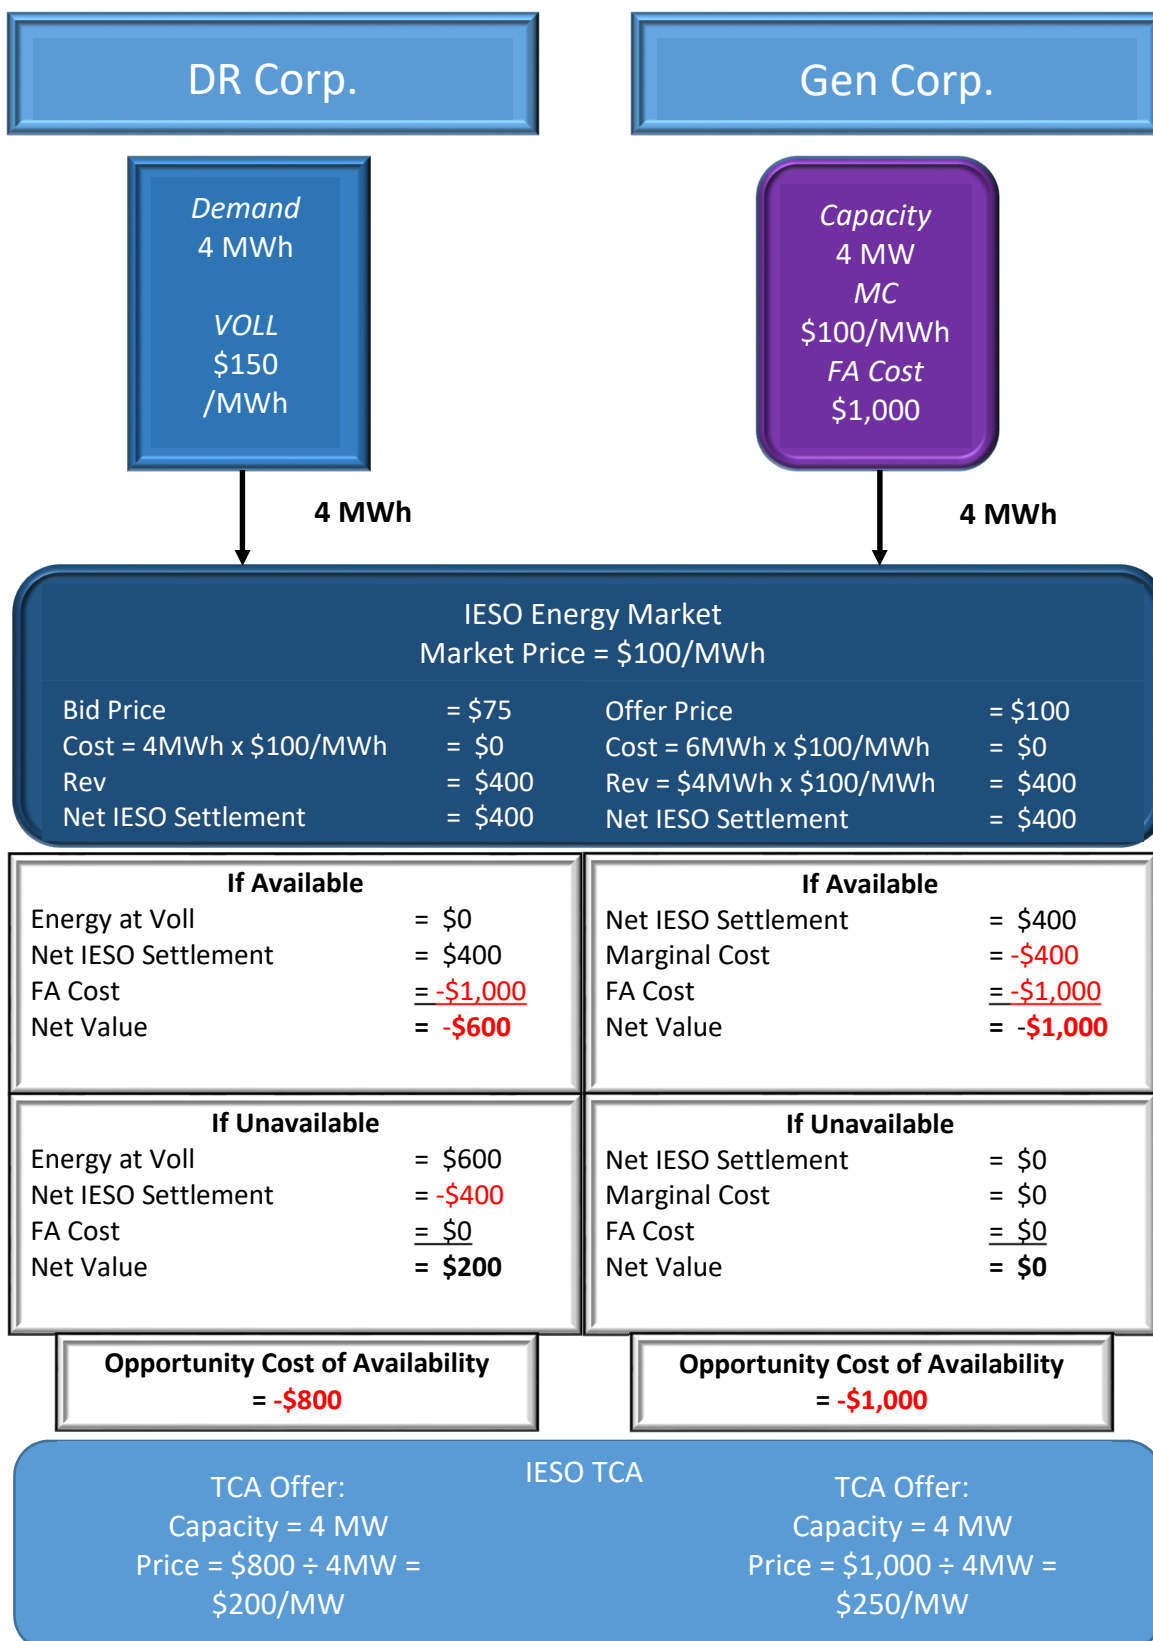 DR Corp.
Gen Corp.
Demand
4 MWh
VOLL
$150
/MWh
Capacity
4 MW
MC
$100/MWh
FA Cost
$1,000
4 MWh
4 MWh
IESO Energy Market
Market Price = $100/MWh
Bid Price = $75
Cost = 4MWh x $100/MWh = $0
Rev = $400
Net IESO Settlement = $400
Offer Price = $100
Cost = 6MWh x $100/MWh = $0
Rev = $4MWh x $100/MWh = $400
Net IESO Settlement = $400
If Available
Energy at Voll = $0
Net IESO Settlement = $400
FA Cost = -$1,000
Net Value = -$600
If Available
Net IESO Settlement = $400
Marginal Cost = -$400
FA Cost = -$1,000
Net Value = -$1,000
If Unavailable
Energy at Voll = $600
Net IESO Settlement = -$400
FA Cost = $0
Net Value = $200
If Unavailable
Net IESO Settlement = $0
Marginal Cost = $0
FA Cost = $0
Net Value = $0
Opportunity Cost of Availability
= -$800
Opportunity Cost of Availability
= -$1,000
IESO TCA
TCA Offer:
Capacity = 4 MW
Price = $800 ÷ 4MW =
$200/MW
TCA Offer:
Capacity = 4 MW
Price = $1,000 ÷ 4MW =
$250/MW